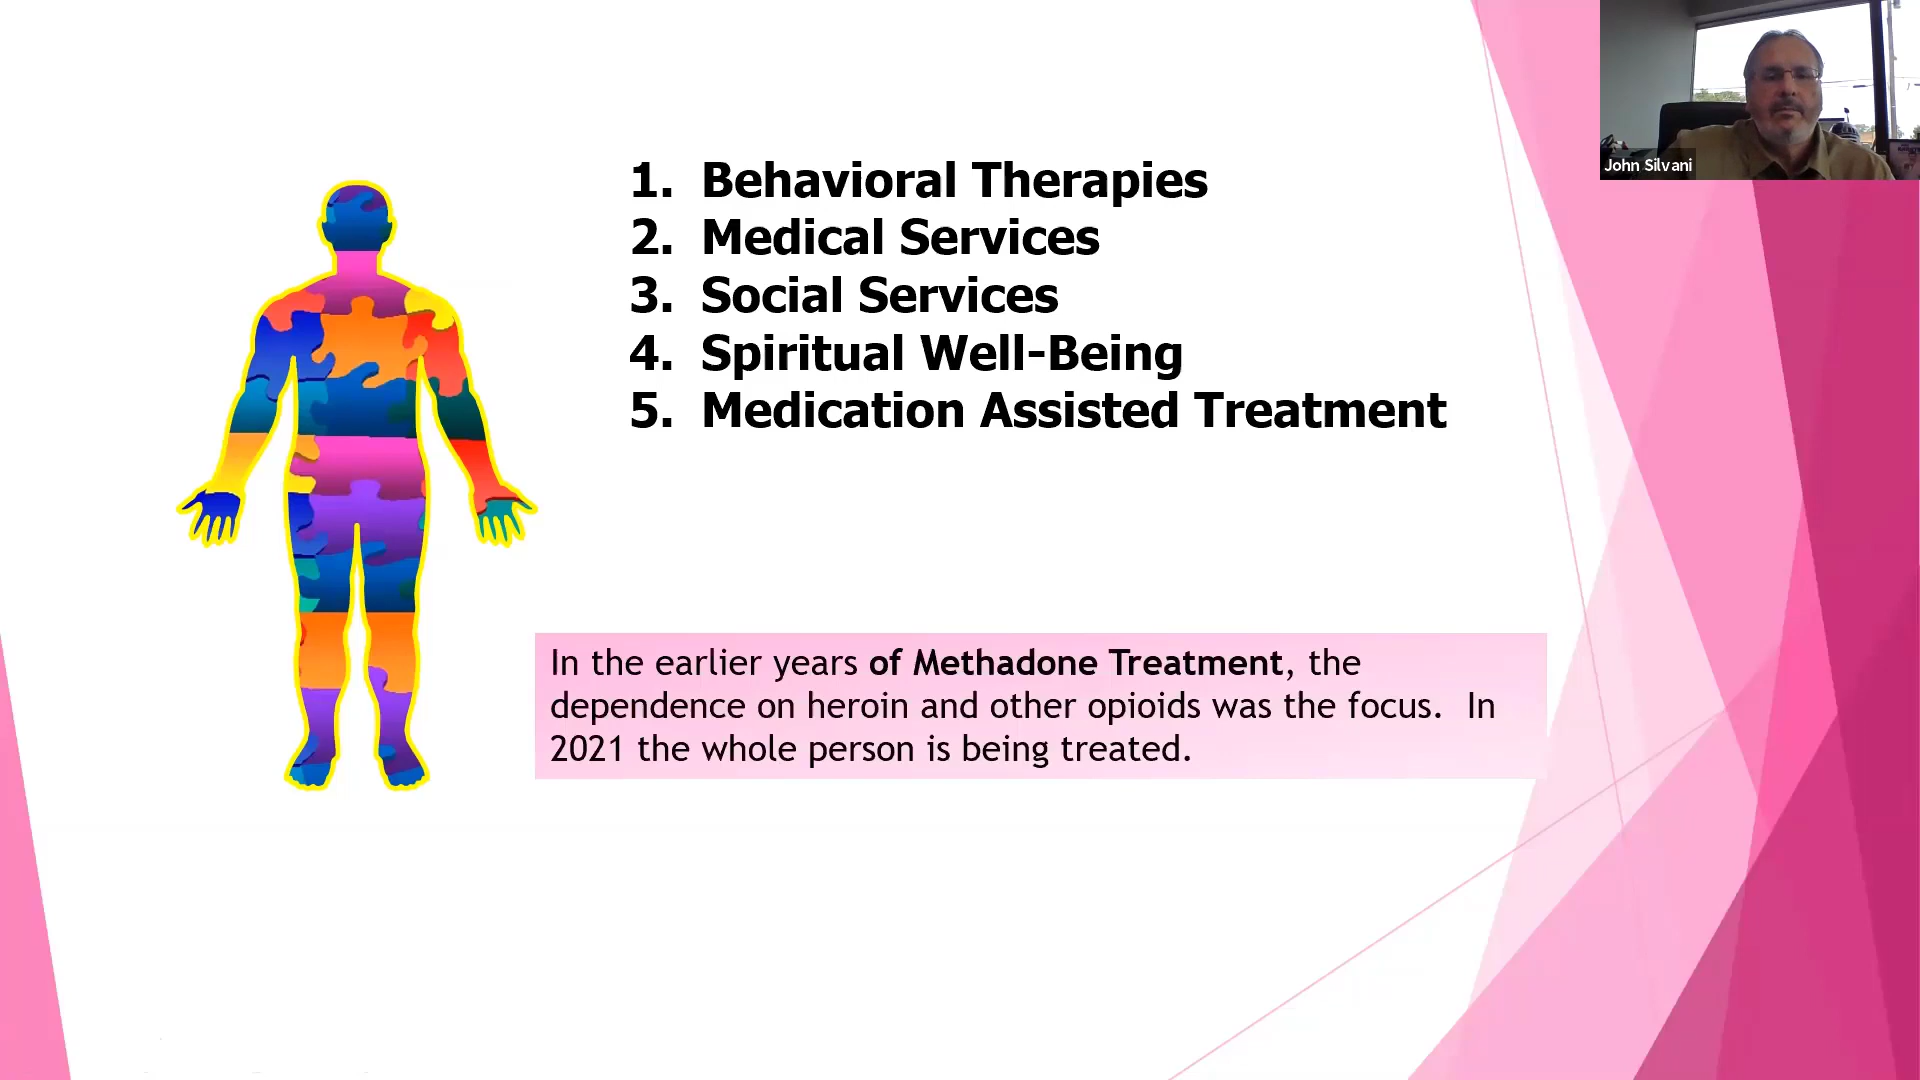 John Silvani
1. Behavioral Therapies
2. Medical Services
3. Social Services
4. Spiritual Well-Being
5. Medication Assisted Treatment
In the earlier years of Methadone Treatment, the
dependence on heroin and other opioids was the focus. In
2021 the whole person is being treated.